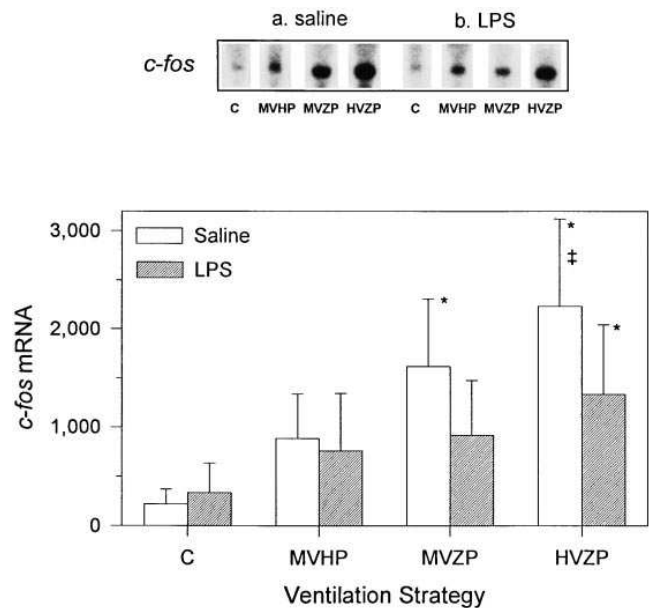 a. saline b. LPS
c-fos
C MVHP MVZP HVZP C MVHP MVZP HVZP
3,000
2,000
1,000
0
c-fos mRNA
Saline
LPS
*
‡
*
*
C MVHP MVZP HVZP
Ventilation Strategy